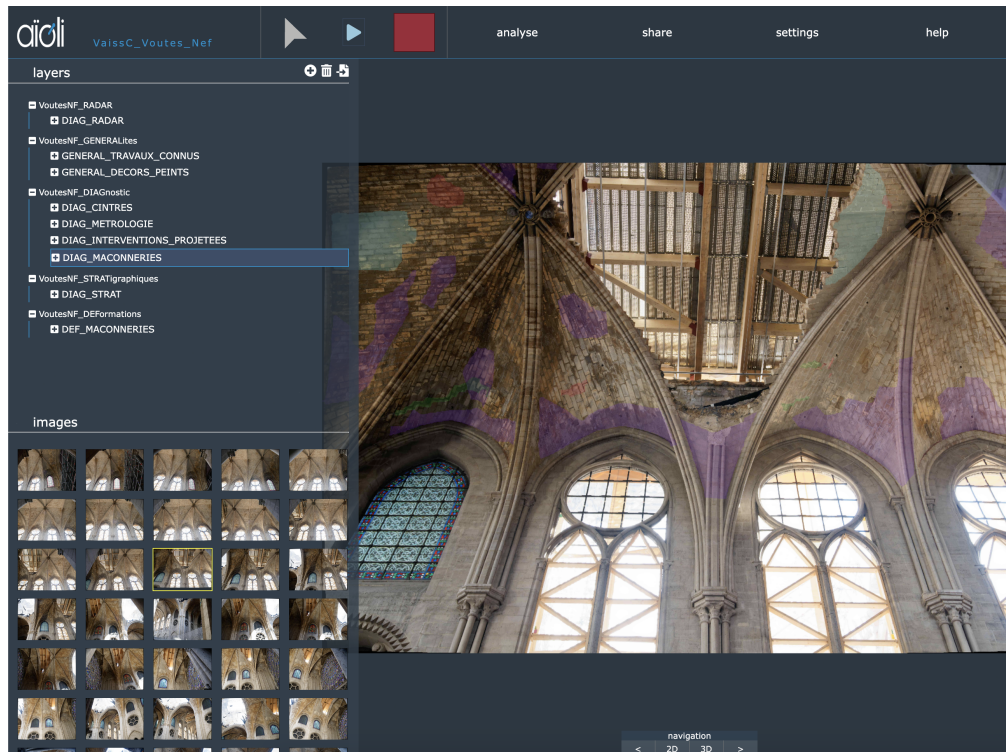 aïoli
VaissC_Voutes_Nef
analyse
share
settings
help
layers
VoutesNF_RADAR
DIAG_RADAR
VoutesNF_GENERALites
GENERAL_TRAVAUX_CONNUS
GENERAL_DECORS_PEINTS
VoutesNF_DIAGnostic
DIAG_CINTRES
DIAG_METROLOGIE
DIAG_INTERVENTIONS_PROJETEES
DIAG_MACONNERIES
VoutesNF_STRATigraphiques
DIAG_STRAT
VoutesNF_DEFormations
DEF_MACONNERIES
images
navigation
< 2D 3D >